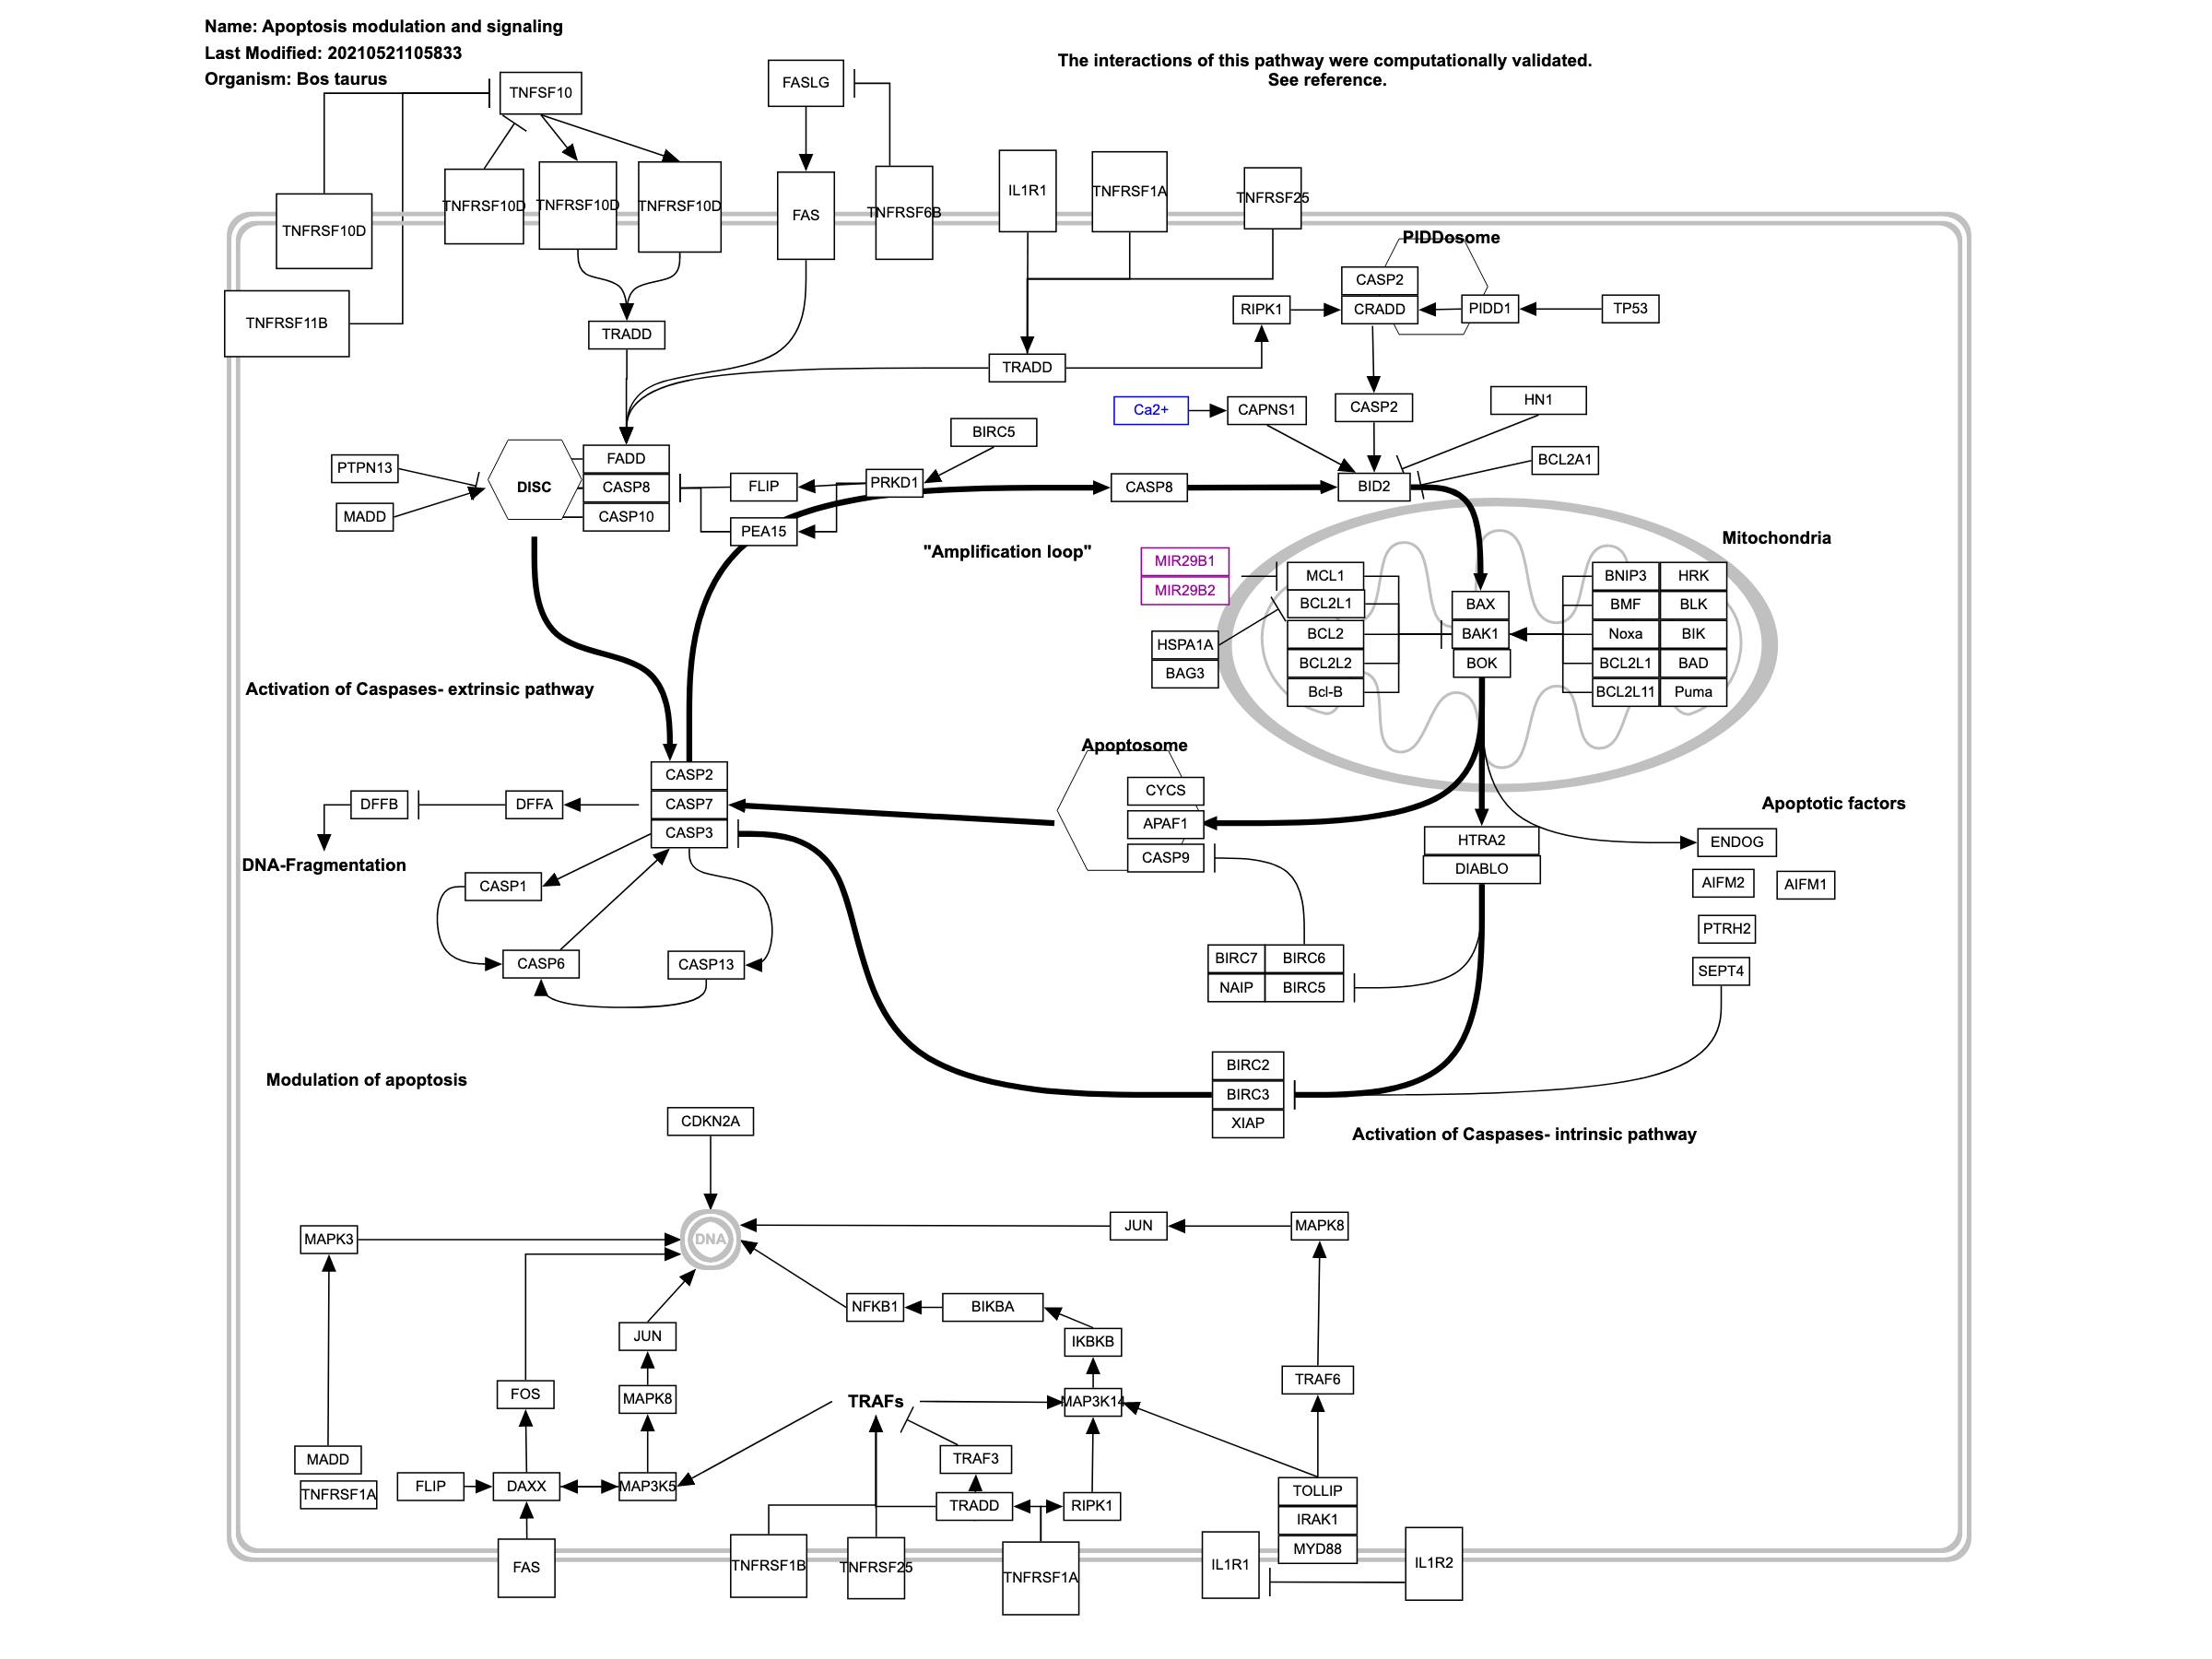 Name: Apoptosis modulation and signaling
Last Modified: 20210521105833
Organism: Bos taurus
The interactions of this pathway were computationally validated.
See reference.
TNFSF10
FASLG
TNFRSF10D
TNFRSF10D
TNFRSF10D
TNFRSF10D
FAS
TNFRSF6B
IL1R1
TNFRSF1A
TNFRSF25
TNFRSF11B
TRADD
TRADD
PIDDosome
CASP2
RIPK1
CRADD
PIDD1
TP53
Ca2+
CAPNS1
CASP2
HN1
BIRC5
BCL2A1
PTPN13
MADD
DISC
FADD
CASP8
CASP10
FLIP
PRKD1
PEA15
CASP8
BID2
"Amplification loop"
Mitochondria
MIR29B1
MIR29B2
HSPA1A
BAG3
MCL1
BCL2L1
BCL2
BCL2L2
Bcl-B
BAX
BAK1
BOK
BNIP3
HRK
BMF
BLK
Noxa
BIK
BCL2L1
BAD
BCL2L11
Puma
Activation of Caspases- extrinsic pathway
Apoptosome
CYCS
APAF1
CASP9
CASP2
CASP7
CASP3
DFFB
DFFA
DNA-Fragmentation
CASP1
CASP6
CASP13
HTRA2
DIABLO
Apoptotic factors
ENDOG
AIFM2
AIFM1
PTRH2
SEPT4
BIRC7
BIRC6
NAIP
BIRC5
BIRC2
BIRC3
XIAP
Activation of Caspases- intrinsic pathway
Modulation of apoptosis
CDKN2A
DNA
MAPK3
JUN
MAPK8
NFKB1
BIKBA
IKBKB
JUN
MAPK8
FOS
TRAFs
MAP3K14
TRAF6
MADD
TNFRSF1A
FLIP
DAXX
MAP3K5
TRAF3
TRADD
RIPK1
TOLLIP
IRAK1
MYD88
FAS
TNFRSF1B
TNFRSF25
TNFRSF1A
IL1R1
IL1R2